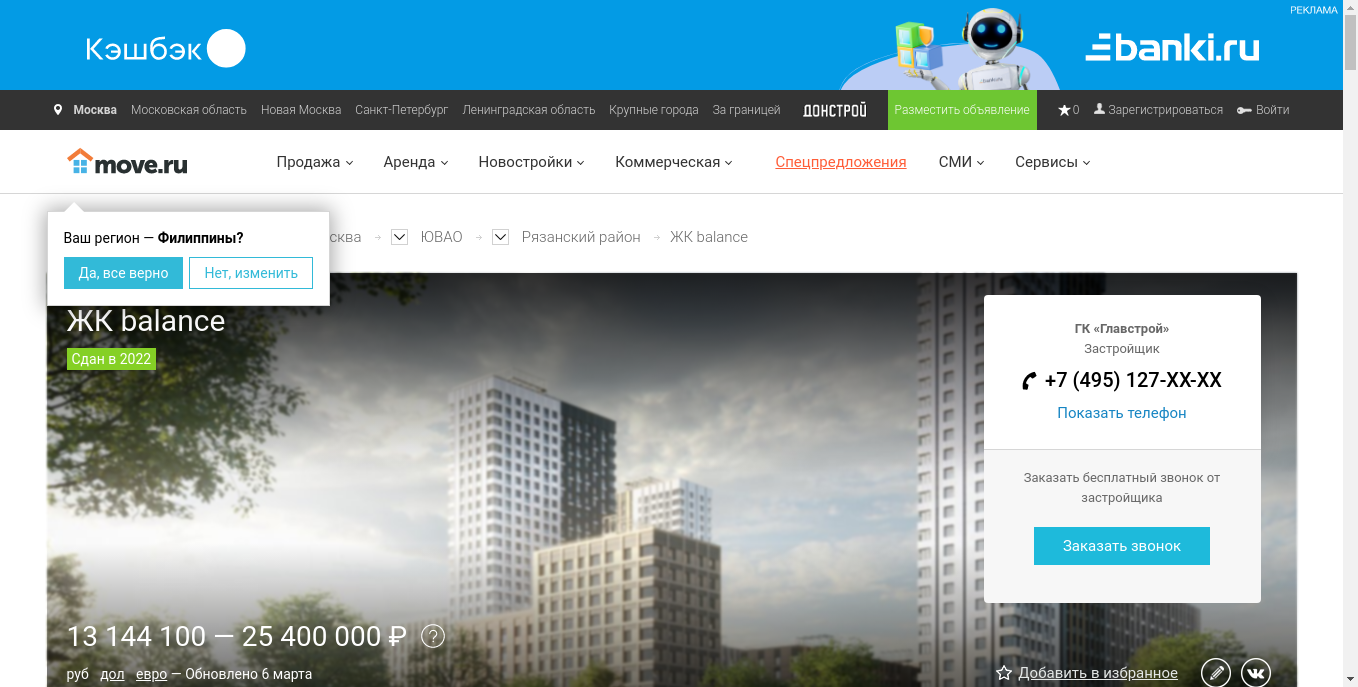 РЕКЛАМА
Кэшбэк
banki.ru
Москва Московская область Новая Москва Санкт-Петербург Ленинградская область Крупные города За границей ДОНСТРОЙ Разместить объявление 0 Зарегистрироваться Войти
move.ru Продажа Аренда Новостройки Коммерческая Спецпредложения СМИ Сервисы
Ваш регион — Филиппины?
Да, все верно Нет, изменить
сква ЮВАО Рязанский район ЖК balance
ЖК balance
Сдан в 2022
ГК «Главстрой»
Застройщик
+7 (495) 127-XX-XX
Показать телефон
Заказать бесплатный звонок от
застройщика
Заказать звонок
13 144 100 — 25 400 000 ₽ ?
руб дол евро — Обновлено 6 марта
Добавить в избранное